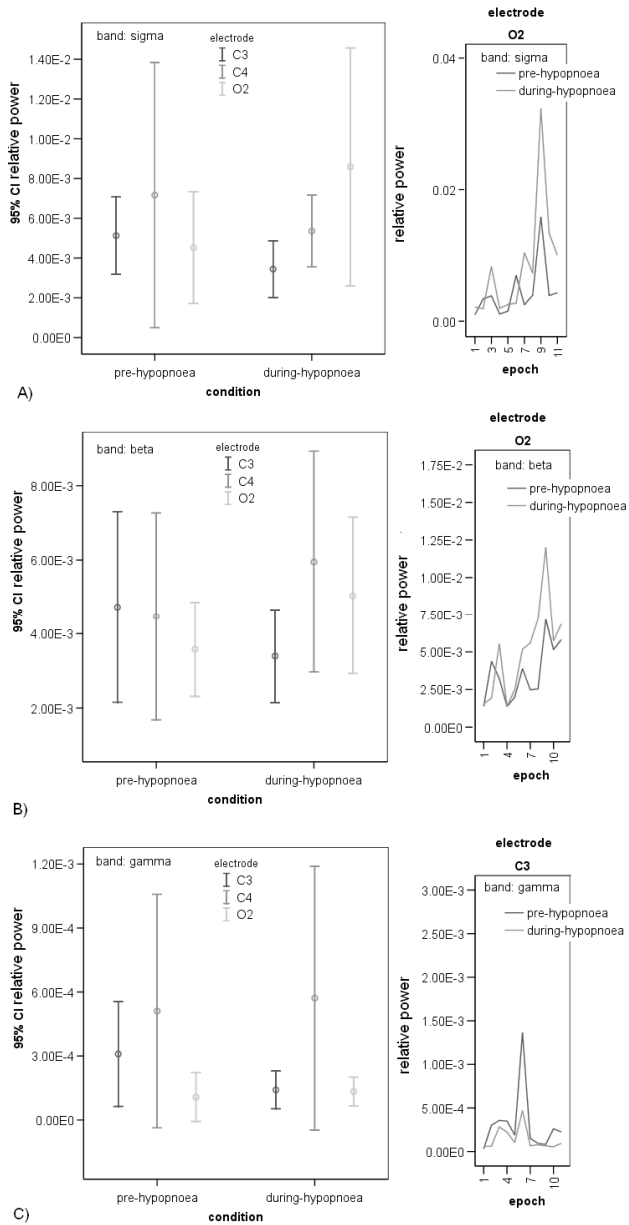 band: sigma
electrode
C3
C4
O2
1.40E-2
1.20E-2
1.00E-2
8.00E-3
6.00E-3
4.00E-3
2.00E-3
0.00E0
95% CI relative power
pre-hypopnoea
during-hypopnoea
condition
A)
electrode
O2
band: sigma
pre-hypopnoea
during-hypopnoea
0.04
0.02
0.00
relative power
1
3
5
7
9
11
epoch
band: beta
electrode
C3
C4
O2
8.00E-3
6.00E-3
4.00E-3
2.00E-3
95% CI relative power
pre-hypopnoea
during-hypopnoea
condition
B)
electrode
O2
band: beta
pre-hypopnoea
during-hypopnoea
1.75E-2
1.50E-2
1.25E-2
1.00E-2
7.50E-3
5.00E-3
2.50E-3
0.00E0
relative power
1
4
7
10
epoch
band: gamma
electrode
C3
C4
O2
1.20E-3
9.00E-4
6.00E-4
3.00E-4
0.00E0
95% CI relative power
pre-hypopnoea
during-hypopnoea
condition
C)
electrode
C3
band: gamma
pre-hypopnoea
during-hypopnoea
3.00E-3
2.50E-3
2.00E-3
1.50E-3
1.00E-3
5.00E-4
0.00E0
relative power
1
4
7
10
epoch